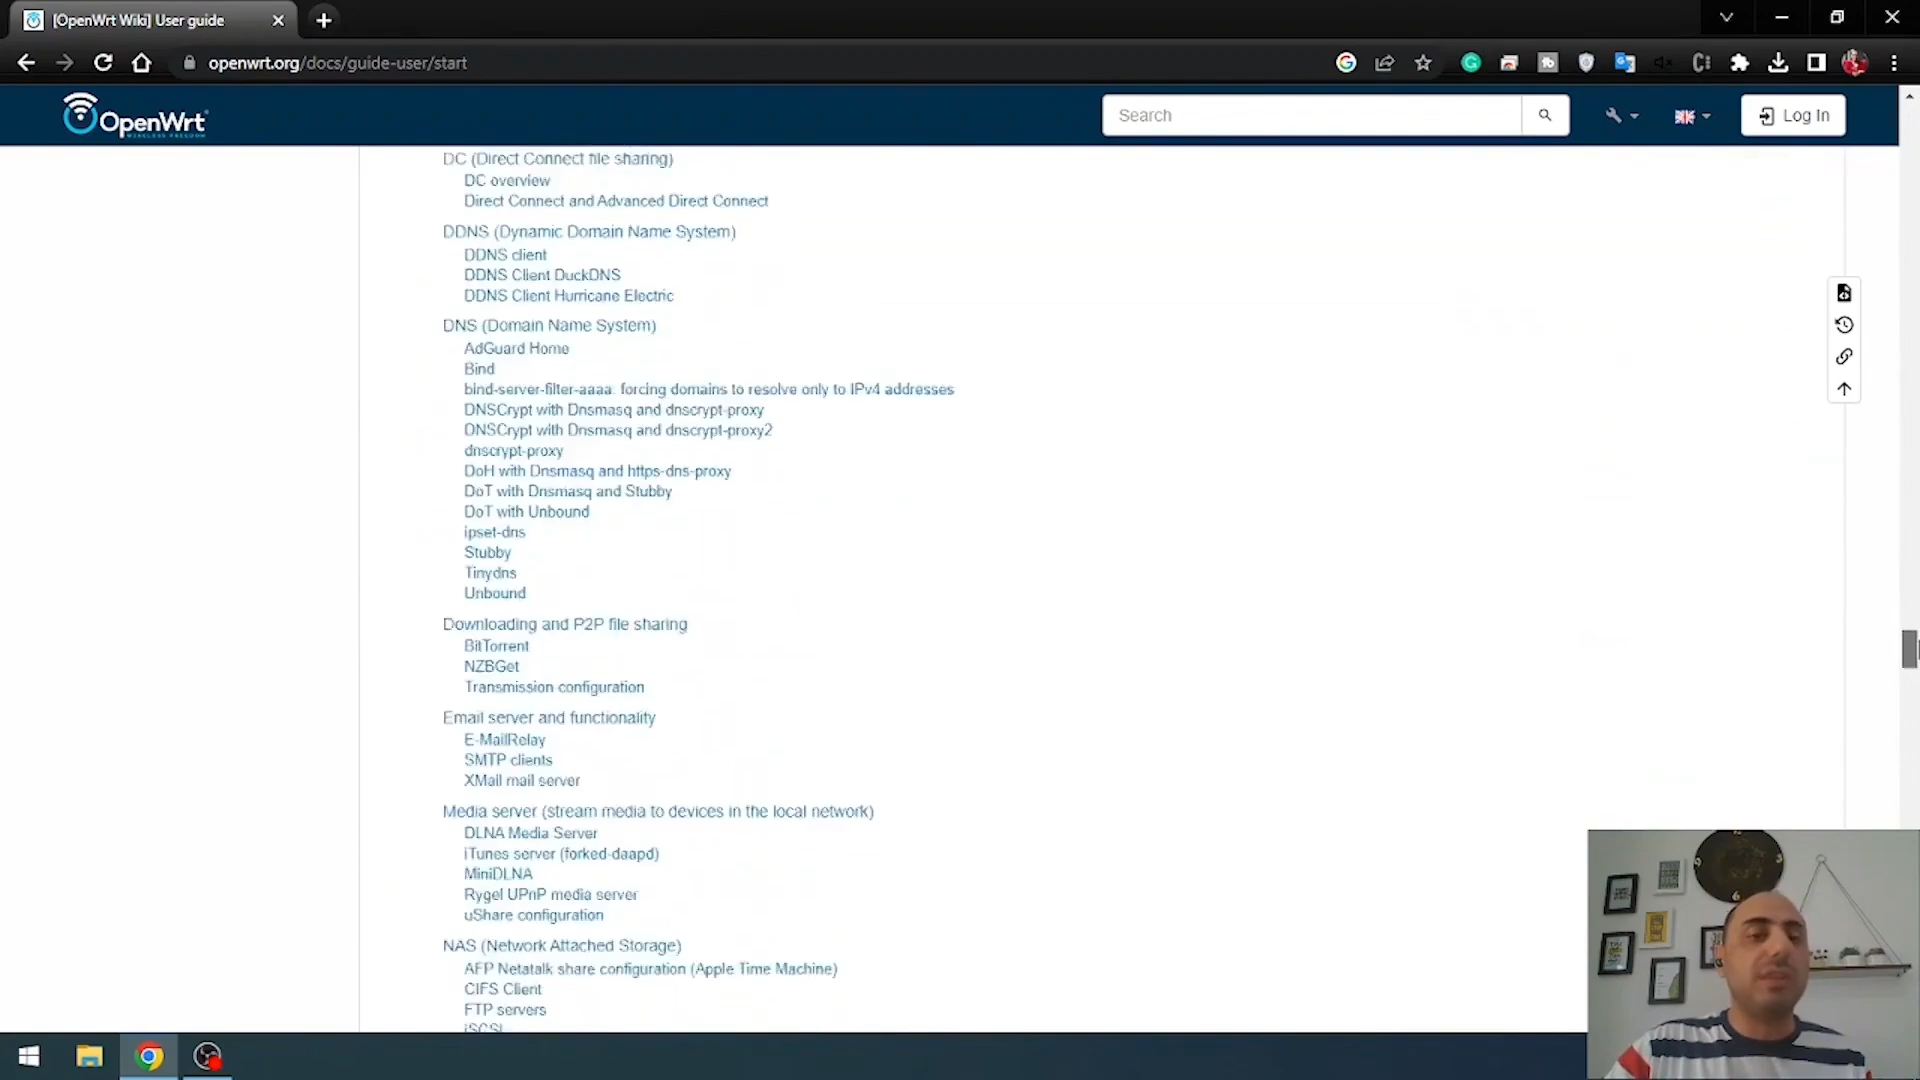 [OpenWrt Wiki] User guide
openwrt.org/docs/guide-user/start
OpenWrt
WIRELESS FREEDOM
Search
Log In
DC (Direct Connect file sharing)
DC overview
Direct Connect and Advanced Direct Connect
DDNS (Dynamic Domain Name System)
DDNS client
DDNS Client DuckDNS
DDNS Client Hurricane Electric
DNS (Domain Name System)
AdGuard Home
Bind
bind-server-filter-aaaa: forcing domains to resolve only to IPv4 addresses
DNSCrypt with Dnsmasq and dnscrypt-proxy
DNSCrypt with Dnsmasq and dnscrypt-proxy2
dnscrypt-proxy
DoH with Dnsmasq and https-dns-proxy
DoT with Dnsmasq and Stubby
DoT with Unbound
ipset-dns
Stubby
Tinydns
Unbound
Downloading and P2P file sharing
BitTorrent
NZBGet
Transmission configuration
Email server and functionality
E-MailRelay
SMTP clients
XMail mail server
Media server (stream media to devices in the local network)
DLNA Media Server
iTunes server (forked-daapd)
MiniDLNA
Rygel UPnP media server
uShare configuration
NAS (Network Attached Storage)
AFP Netatalk share configuration (Apple Time Machine)
CIFS Client
FTP servers
iSCSI